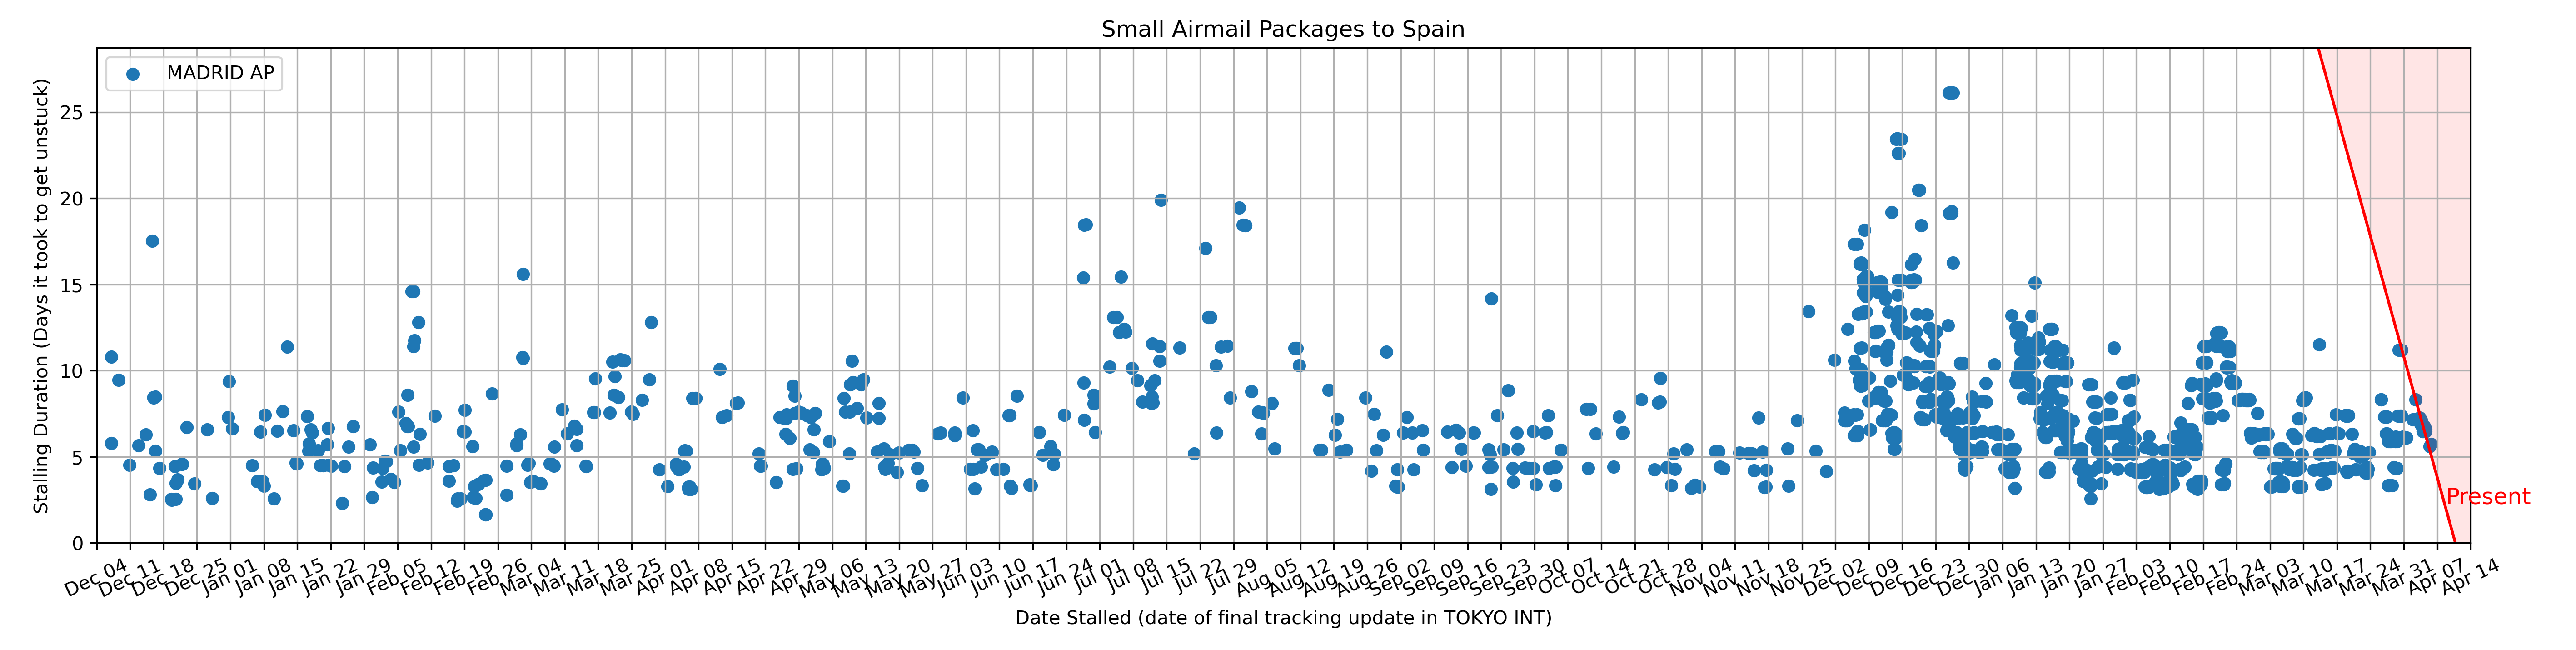 Small Airmail Packages to Spain
MADRID AP
Stalling Duration (Days it took to get unstuck)
25
20
15
10
5
0
Present
Dec 04 Dec 11 Dec 18 Dec 25 Jan 01 Jan 08 Jan 15 Jan 22 Jan 29 Feb 05 Feb 12 Feb 19 Feb 26 Mar 04 Mar 11 Mar 18 Mar 25 Apr 01 Apr 08 Apr 15 Apr 22 Apr 29 May 06 May 13 May 20 May 27 Jun 03 Jun 10 Jun 17 Jun 24 Jul 01 Jul 08 Jul 15 Jul 22 Jul 29 Aug 05 Aug 12 Aug 19 Aug 26 Sep 02 Sep 09 Sep 16 Sep 23 Sep 30 Oct 07 Oct 14 Oct 21 Oct 28 Nov 04 Nov 11 Nov 18 Nov 25 Dec 02 Dec 09 Dec 16 Dec 23 Dec 30 Jan 06 Jan 13 Jan 20 Jan 27 Feb 03 Feb 10 Feb 17 Feb 24 Mar 03 Mar 10 Mar 17 Mar 24 Mar 31 Apr 07 Apr 14
Date Stalled (date of final tracking update in TOKYO INT)